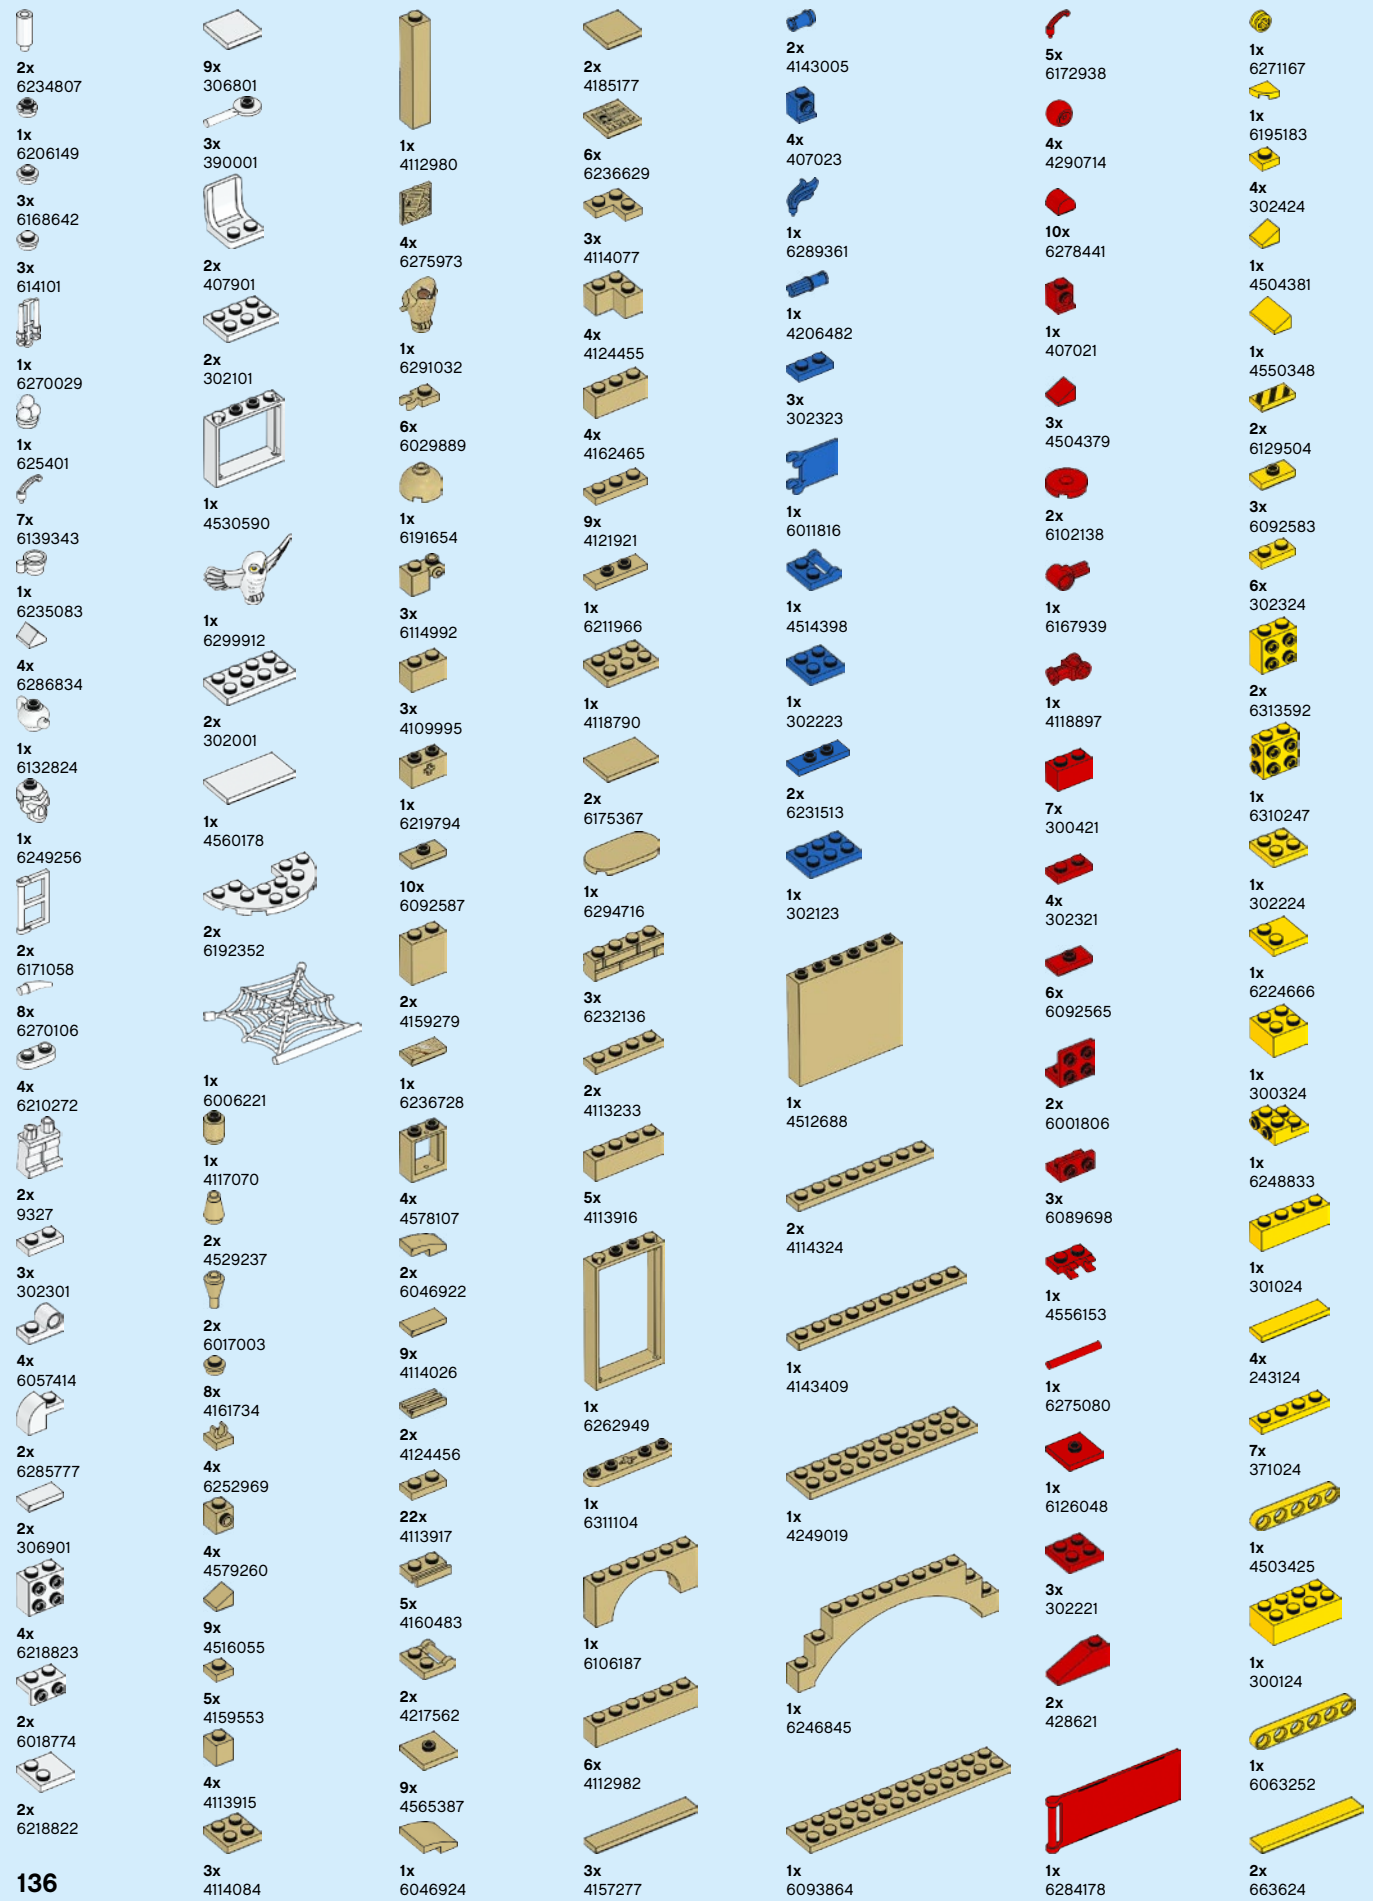 2x
6234807
1x
6206149
3x
6168642
3x
614101
1x
6270029
1x
625401
7x
6139343
1x
6235083
4x
6286834
1x
6132824
1x
6249256
2x
6171058
8x
6270106
4x
6210272
2x
9327
3x
302301
4x
6057414
2x
6285777
2x
306901
4x
6218823
2x
6018774
2x
6218822
136
9x
306801
3x
390001
2x
407901
2x
302101
1x
4530590
1x
6299912
2x
302001
1x
4560178
2x
6192352
1x
6006221
1x
4117070
2x
4529237
2x
6017003
8x
4161734
4x
6252969
4x
4579260
9x
4516055
5x
4159553
4x
4113915
3x
4114084
1x
4112980
4x
6275973
1x
6291032
6x
6029889
1x
6191654
3x
6114992
3x
4109995
1x
6219794
10x
6092587
2x
4159279
1x
6236728
4x
4578107
2x
6046922
9x
4114026
2x
4124456
22x
4113917
5x
4160483
2x
4217562
9x
4565387
1x
6046924
2x
4185177
6x
6236629
3x
4114077
4x
4124455
4x
4162465
9x
4121921
1x
6211966
1x
4118790
2x
6175367
1x
6294716
3x
6232136
2x
4113233
5x
4113916
1x
6262949
1x
6311104
1x
6106187
6x
4112982
3x
4157277
2x
4143005
4x
407023
1x
6289361
1x
4206482
3x
302323
1x
6011816
1x
4514398
1x
302223
2x
6231513
1x
302123
1x
4512688
2x
4114324
1x
4143409
1x
4249019
1x
6246845
1x
6093864
5x
6172938
4x
4290714
10x
6278441
1x
407021
3x
4504379
2x
6102138
1x
6167939
1x
4118897
7x
300421
4x
302321
6x
6092565
2x
6001806
3x
6089698
1x
4556153
1x
6275080
1x
6126048
3x
302221
2x
428621
1x
6284178
1x
6271167
1x
6195183
4x
302424
1x
4504381
1x
4550348
2x
6129504
3x
6092583
6x
302324
2x
6313592
1x
6310247
1x
302224
1x
6224666
1x
300324
1x
6248833
1x
301024
4x
243124
7x
371024
1x
4503425
1x
300124
1x
6063252
2x
663624